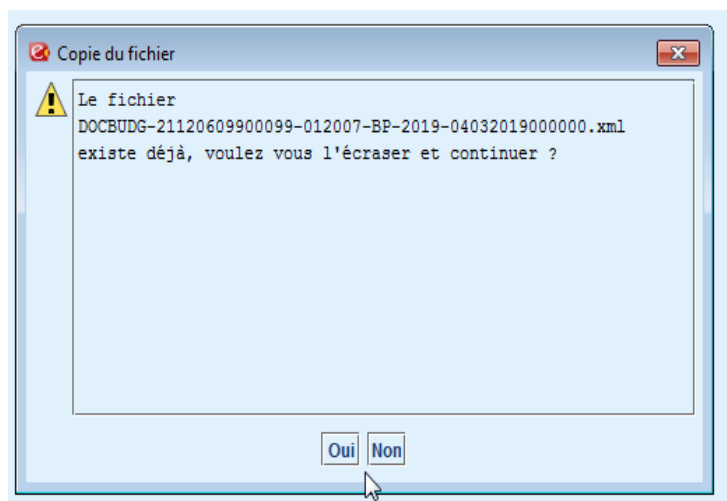 Copie du fichier
Le fichier
DOCBUDG-21120609900099-012007-BP-2019-04032019000000.xml
existe déjà, voulez vous l'écraser et continuer ?
Oui Non